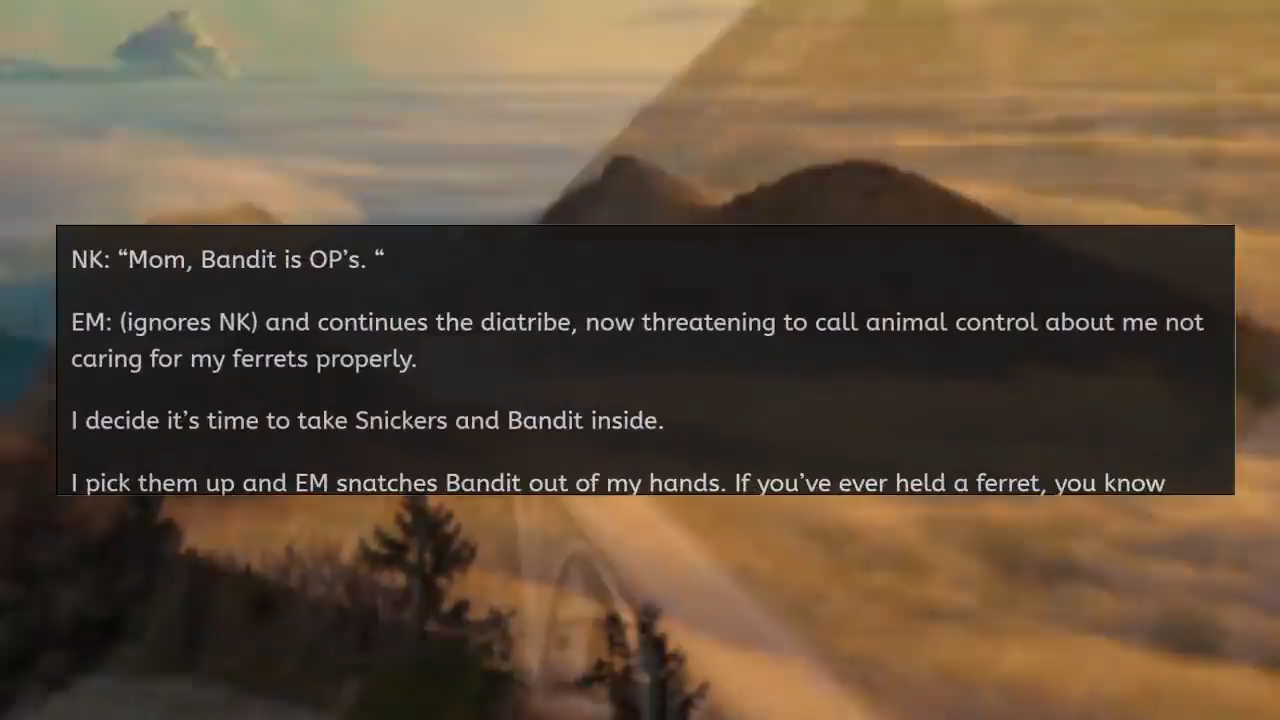 NK: “Mom, Bandit is OP’s. “
EM: (ignores NK) and continues the diatribe, now threatening to call animal control about me not
caring for my ferrets properly.
I decide it’s time to take Snickers and Bandit inside.
I pick them up and EM snatches Bandit out of my hands. If you’ve ever held a ferret, you know